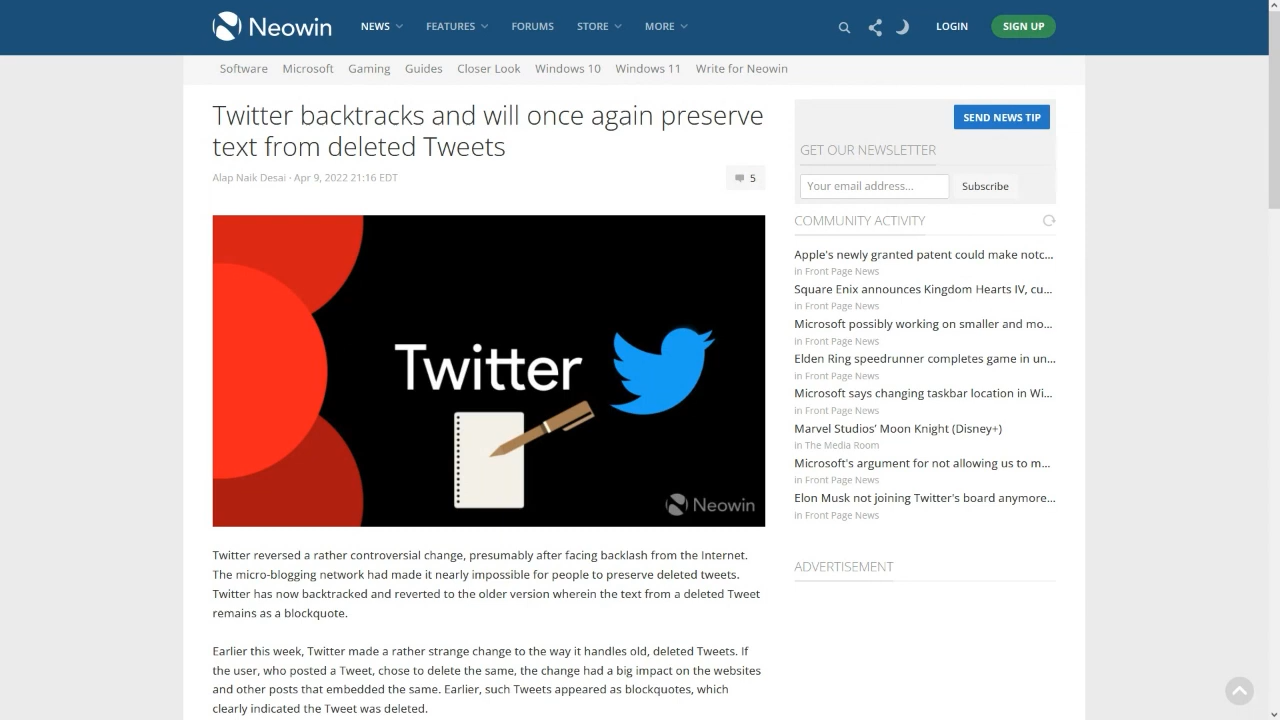 Neowin
NEWS
FEATURES
FORUMS
STORE
MORE
LOGIN
SIGN UP
Software
Microsoft
Gaming
Guides
Closer Look
Windows 10
Windows 11
Write for Neowin
Twitter backtracks and will once again preserve
text from deleted Tweets
Alap Naik Desai · Apr 9, 2022 21:16 EDT
5
Twitter
Neowin
Twitter reversed a rather controversial change, presumably after facing backlash from the Internet.
The micro-blogging network had made it nearly impossible for people to preserve deleted tweets.
Twitter has now backtracked and reverted to the older version wherein the text from a deleted Tweet
remains as a blockquote.
Earlier this week, Twitter made a rather strange change to the way it handles old, deleted Tweets. If
the user, who posted a Tweet, chose to delete the same, the change had a big impact on the websites
and other posts that embedded the same. Earlier, such Tweets appeared as blockquotes, which
clearly indicated the Tweet was deleted.
SEND NEWS TIP
GET OUR NEWSLETTER
Your email address...
Subscribe
COMMUNITY ACTIVITY
Apple's newly granted patent could make notc...
in Front Page News
Square Enix announces Kingdom Hearts IV, cu...
in Front Page News
Microsoft possibly working on smaller and mo...
in Front Page News
Elden Ring speedrunner completes game in un...
in Front Page News
Microsoft says changing taskbar location in Wi...
in Front Page News
Marvel Studios' Moon Knight (Disney+)
in The Media Room
Microsoft's argument for not allowing us to m...
in Front Page News
Elon Musk not joining Twitter's board anymore...
in Front Page News
ADVERTISEMENT